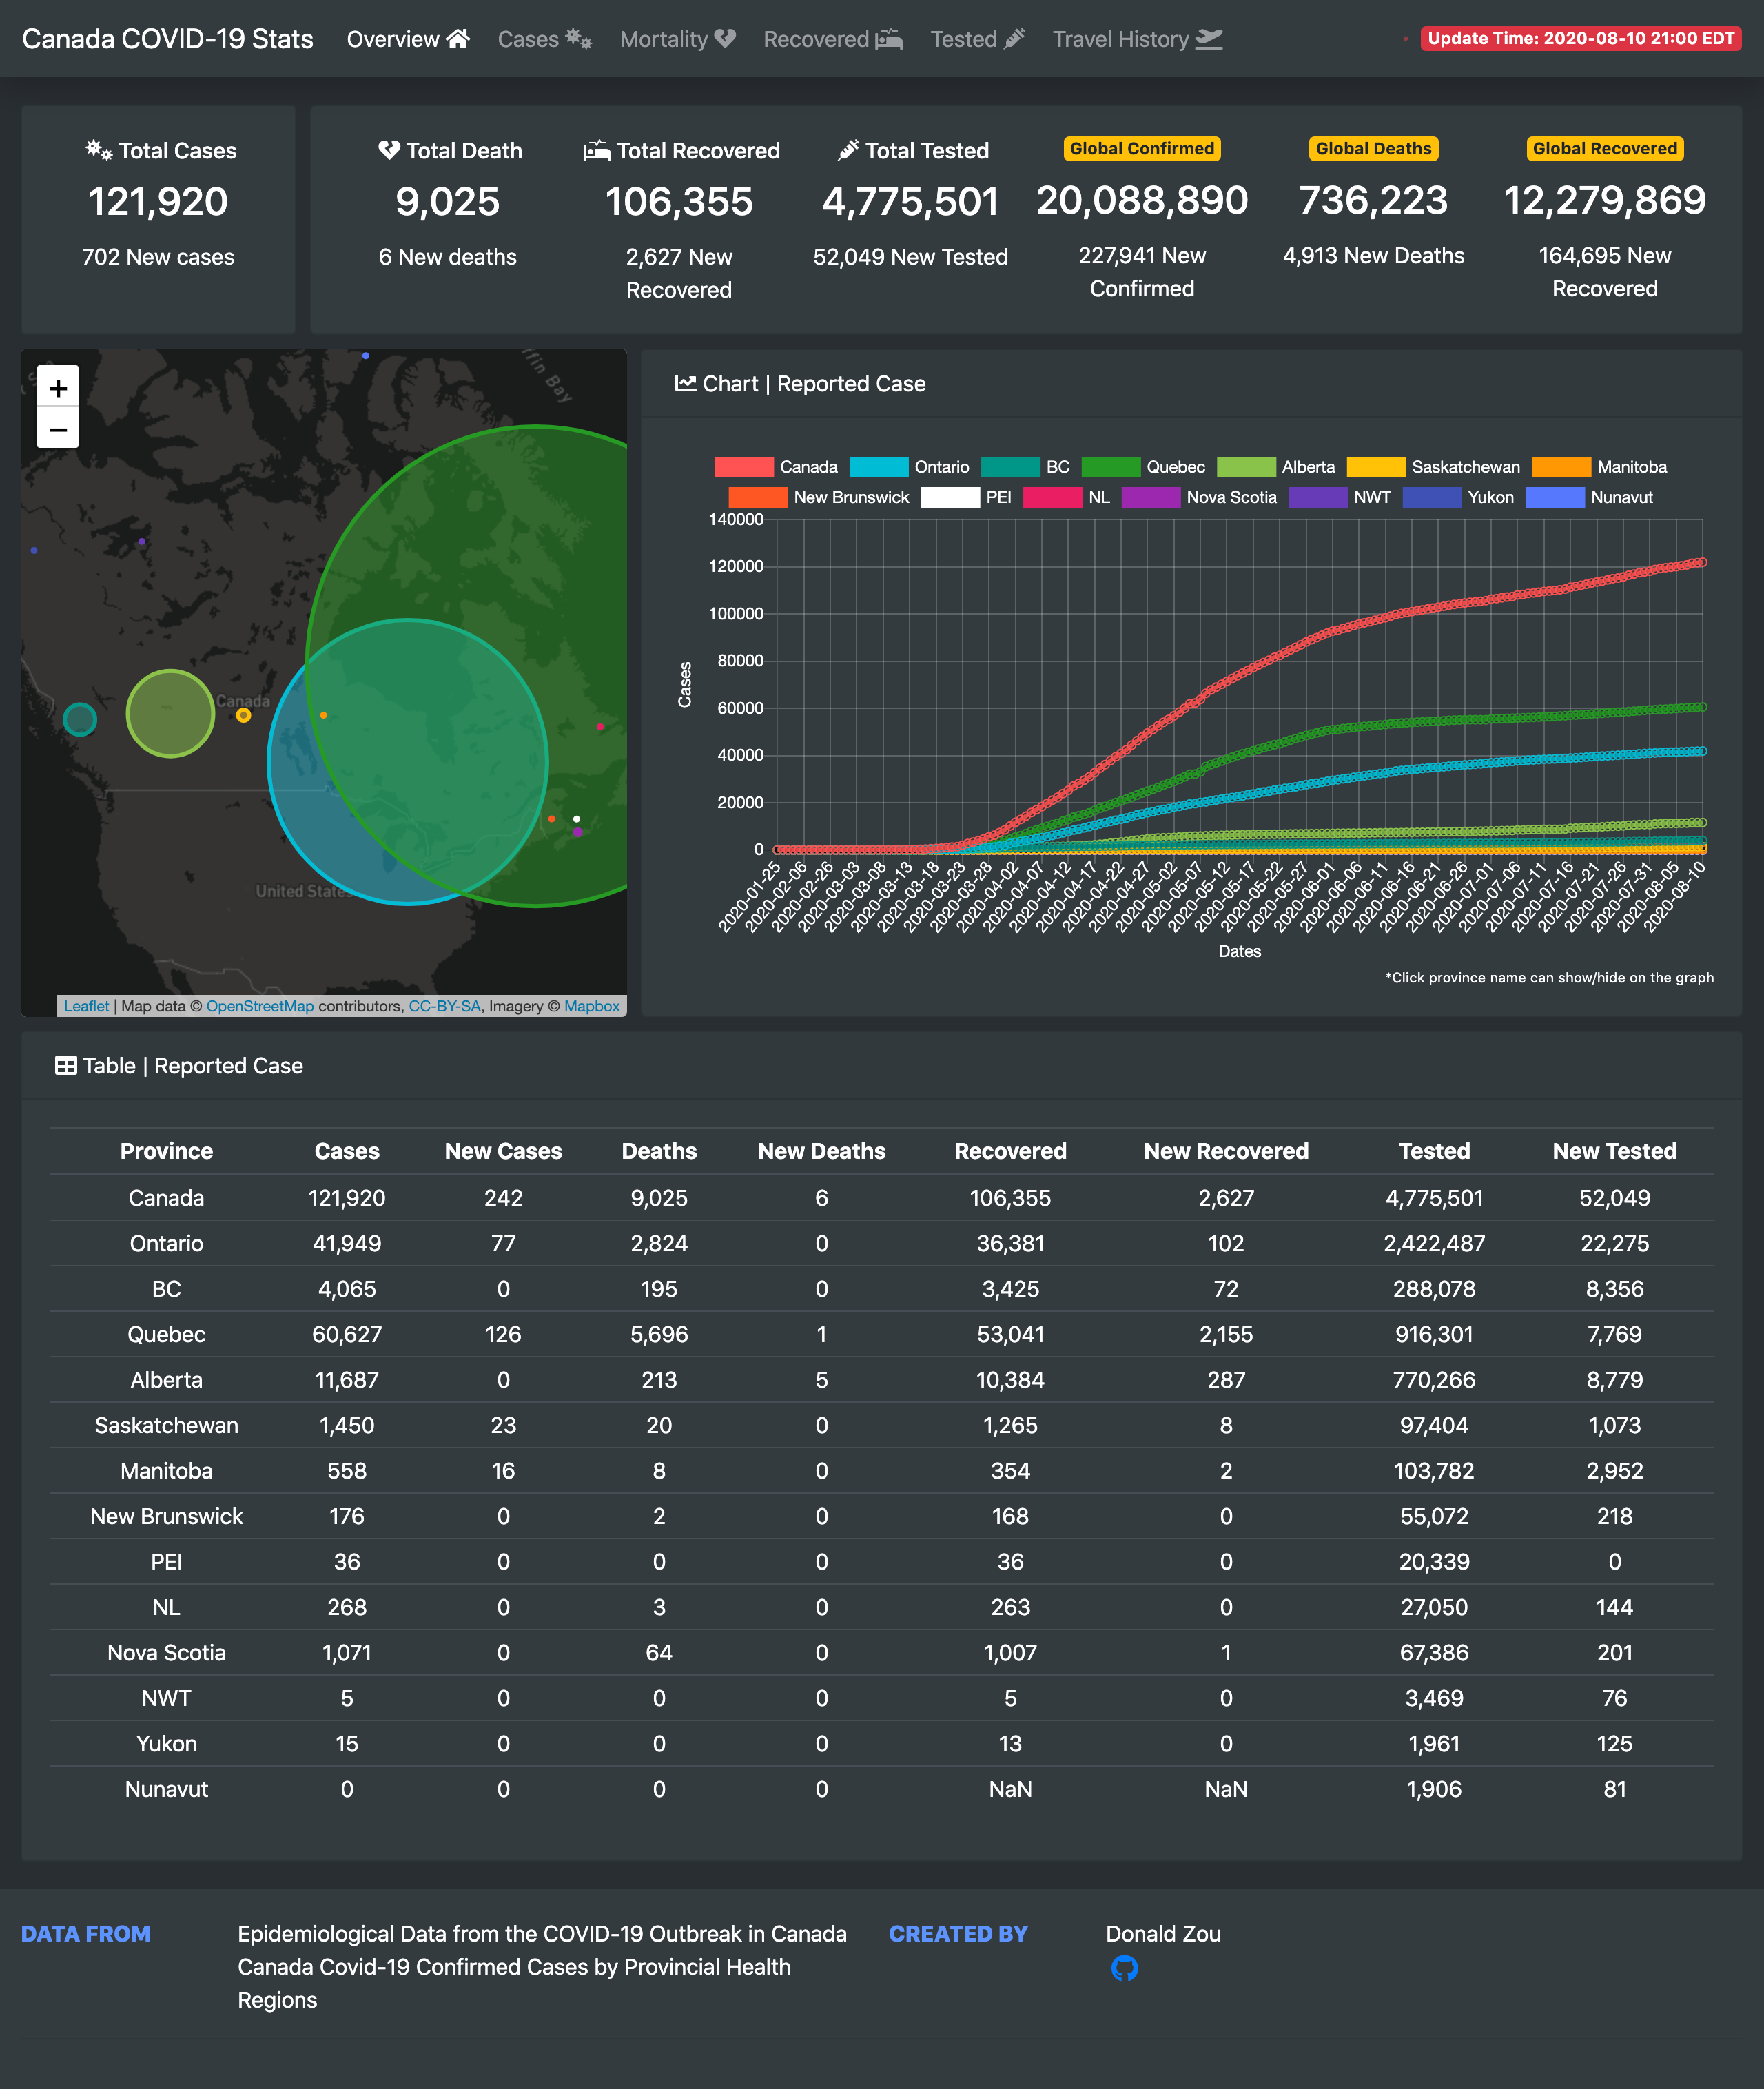 Canada COVID-19 Stats Overview Cases Mortality Recovered Tested Travel History Update Time: 2020-08-10 21:00 EDT
Total Cases
121,920
702 New cases
Total Death
9,025
6 New deaths
Total Recovered
106,355
2,627 New
Recovered
Total Tested
4,775,501
52,049 New Tested
Global Confirmed
20,088,890
227,941 New
Confirmed
Global Deaths
736,223
4,913 New Deaths
Global Recovered
12,279,869
164,695 New
Recovered
+
−
ffin Bay
Canada
United States
Leaflet | Map data © OpenStreetMap contributors, CC-BY-SA, Imagery © Mapbox
Chart | Reported Case
Canada Ontario BC Quebec Alberta Saskatchewan Manitoba
New Brunswick PEI NL Nova Scotia NWT Yukon Nunavut
140000
120000
100000
80000
60000
40000
20000
0
Cases
2020-01-25 2020-02-06 2020-02-26 2020-03-03 2020-03-08 2020-03-13 2020-03-18 2020-03-23 2020-03-28 2020-04-02 2020-04-07 2020-04-12 2020-04-17 2020-04-22 2020-04-27 2020-05-02 2020-05-07 2020-05-12 2020-05-17 2020-05-22 2020-05-27 2020-06-01 2020-06-06 2020-06-11 2020-06-16 2020-06-21 2020-06-26 2020-07-01 2020-07-06 2020-07-11 2020-07-16 2020-07-21 2020-07-26 2020-07-31 2020-08-05 2020-08-10
Dates
*Click province name can show/hide on the graph
Table | Reported Case
Province Cases New Cases Deaths New Deaths Recovered New Recovered Tested New Tested
Canada 121,920 242 9,025 6 106,355 2,627 4,775,501 52,049
Ontario 41,949 77 2,824 0 36,381 102 2,422,487 22,275
BC 4,065 0 195 0 3,425 72 288,078 8,356
Quebec 60,627 126 5,696 1 53,041 2,155 916,301 7,769
Alberta 11,687 0 213 5 10,384 287 770,266 8,779
Saskatchewan 1,450 23 20 0 1,265 8 97,404 1,073
Manitoba 558 16 8 0 354 2 103,782 2,952
New Brunswick 176 0 2 0 168 0 55,072 218
PEI 36 0 0 0 36 0 20,339 0
NL 268 0 3 0 263 0 27,050 144
Nova Scotia 1,071 0 64 0 1,007 1 67,386 201
NWT 5 0 0 0 5 0 3,469 76
Yukon 15 0 0 0 13 0 1,961 125
Nunavut 0 0 0 0 NaN NaN 1,906 81
DATA FROM
Epidemiological Data from the COVID-19 Outbreak in Canada
Canada Covid-19 Confirmed Cases by Provincial Health
Regions
CREATED BY
Donald Zou